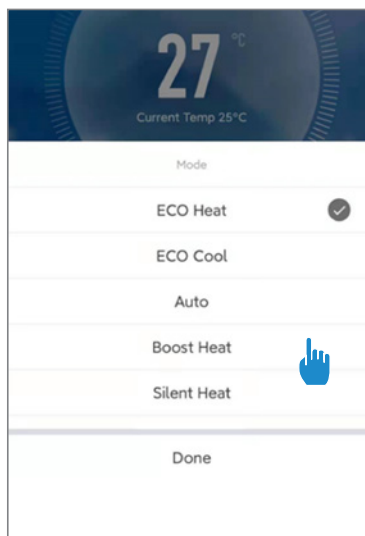 27 °C
Current Temp 25°C
Mode
ECO Heat
ECO Cool
Auto
Boost Heat
Silent Heat
Done